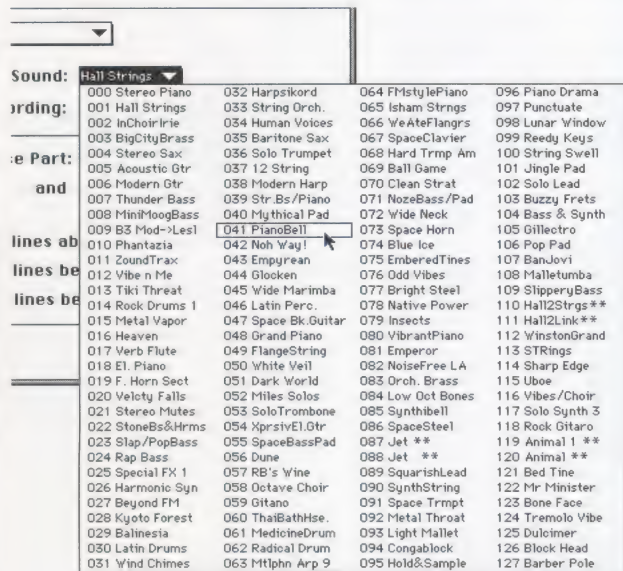 Sound: Hall Strings
rding:
e Part:
and
lines ab
lines be
lines be
000 Stereo Piano
001 Hall Strings
002 InChoirIrie
003 BigCityBrass
004 Stereo Sax
005 Acoustic Gtr
006 Modern Gtr
007 Thunder Bass
008 MiniMoogBass
009 B3 Mod->Lesl
010 Phantazia
011 ZoundTrax
012 Vibe n Me
013 Tiki Threat
014 Rock Drums 1
015 Metal Vapor
016 Heaven
017 Verb Flute
018 El. Piano
019 F. Horn Sect
020 Velcty Falls
021 Stereo Mutes
022 StoneBs&Hrms
023 Slap/PopBass
024 Rap Bass
025 Special FX 1
026 Harmonic Syn
027 Beyond FM
028 Kyoto Forest
029 Balinesia
030 Latin Drums
031 Wind Chimes
032 Harpsikord
033 String Orch.
034 Human Voices
035 Baritone Sax
036 Solo Trumpet
037 12 String
038 Modern Harp
039 Str.Bs/Piano
040 Mythical Pad
041 PianoBell
042 Noh Way!
043 Empyrean
044 Glocken
045 Wide Marimba
046 Latin Perc.
047 Space Bk.Guitar
048 Grand Piano
049 FlangeString
050 White Veil
051 Dark World
052 Miles Solos
053 SoloTrombone
054 XprsivEl.Gtr
055 SpaceBassPad
056 Dune
057 RB's Wine
058 Octave Choir
059 Gitano
060 ThaiBathHse.
061 MedicineDrum
062 Radical Drum
063 Mtlphn Arp 9
064 FMstylePiano
065 Isham Strngs
066 WeAteFlangrs
067 SpaceClavier
068 Hard Trmp Am
069 Ball Game
070 Clean Strat
071 NozeBass/Pad
072 Wide Neck
073 Space Horn
074 Blue Ice
075 EmberedTines
076 Odd Vibes
077 Bright Steel
078 Native Power
079 Insects
080 VibrantPiano
081 Emperor
082 NoiseFree LA
083 Orch. Brass
084 Low Oct Bones
085 Synthibell
086 SpaceSteel
087 Jet **
088 Jet **
089 SquarishLead
090 SynthString
091 Space Trmpt
092 Metal Throat
093 Light Mallet
094 Congablock
095 Hold&Sample
096 Piano Drama
097 Punctuate
098 Lunar Window
099 Reedy Keys
100 String Swell
101 Jingle Pad
102 Solo Lead
103 Buzzy Frets
104 Bass & Synth
105 Gillectro
106 Pop Pad
107 BanJovi
108 Malletumba
109 SlipperyBass
110 Hall2Strgs**
111 Hall2Link**
112 WinstonGrand
113 STRings
114 Sharp Edge
115 Uboe
116 Vibes/Choir
117 Solo Synth 3
118 Rock Gitaro
119 Animal 1 **
120 Animal **
121 Bed Tine
122 Mr Minister
123 Bone Face
124 Tremolo Vibe
125 Dulcimer
126 Block Head
127 Barber Pole